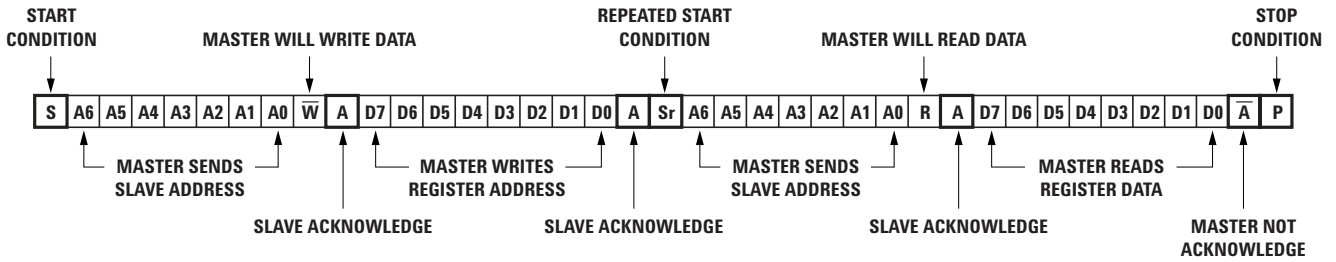 START
CONDITION
MASTER WILL WRITE DATA
REPEATED START
CONDITION
MASTER WILL READ DATA
STOP
CONDITION
S A6 A5 A4 A3 A2 A1 A0 W̅ A D7 D6 D5 D4 D3 D2 D1 D0 A Sr A6 A5 A4 A3 A2 A1 A0 R A D7 D6 D5 D4 D3 D2 D1 D0 A̅ P
MASTER SENDS
SLAVE ADDRESS
MASTER WRITES
REGISTER ADDRESS
MASTER SENDS
SLAVE ADDRESS
MASTER READS
REGISTER DATA
SLAVE ACKNOWLEDGE
SLAVE ACKNOWLEDGE
SLAVE ACKNOWLEDGE
MASTER NOT
ACKNOWLEDGE